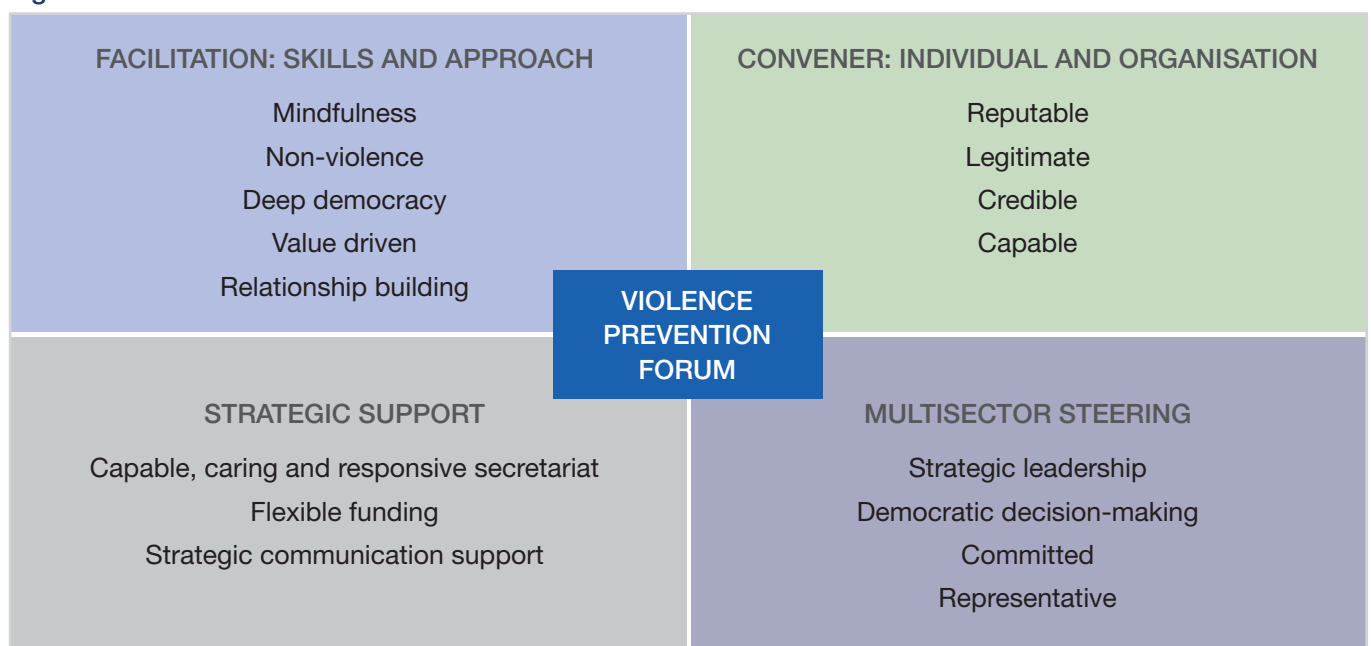 FACILITATION: SKILLS AND APPROACH
Mindfulness
Non-violence
Deep democracy
Value driven
Relationship building
CONVENER: INDIVIDUAL AND ORGANISATION
Reputable
Legitimate
Credible
Capable
VIOLENCE
PREVENTION
FORUM
STRATEGIC SUPPORT
Capable, caring and responsive secretariat
Flexible funding
Strategic communication support
MULTISECTOR STEERING
Strategic leadership
Democratic decision-making
Committed
Representative